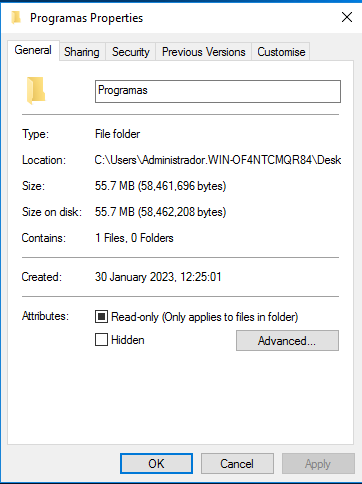 Programas Properties
General Sharing Security Previous Versions Customise
Programas
Type: File folder
Location: C:\Users\Administrador.WIN-OF4NTCMQR84\Desk
Size: 55.7 MB (58,461,696 bytes)
Size on disk: 55.7 MB (58,462,208 bytes)
Contains: 1 Files, 0 Folders
Created: 30 January 2023, 12:25:01
Attributes: Read-only (Only applies to files in folder)
Hidden Advanced...
OK Cancel Apply